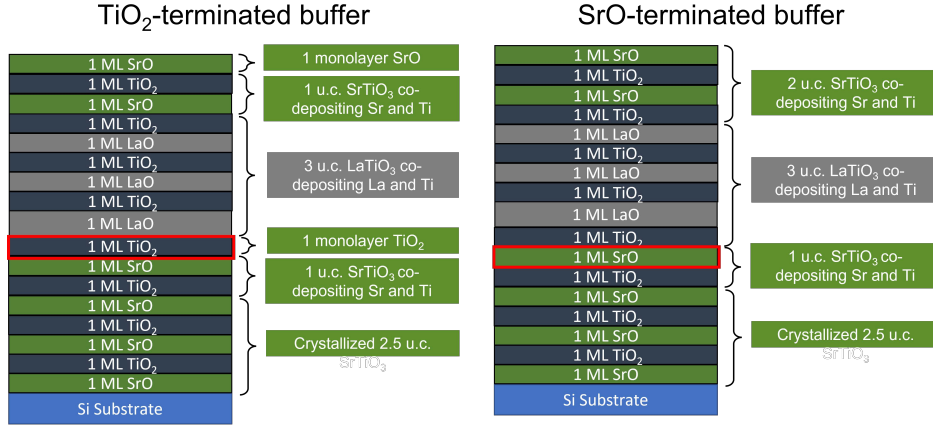 TiO₂-terminated buffer
1 ML SrO
1 ML TiO₂
1 ML SrO
1 ML TiO₂
1 ML LaO
1 ML TiO₂
1 ML LaO
1 ML TiO₂
1 ML LaO
1 ML TiO₂
1 ML SrO
1 ML TiO₂
1 ML SrO
1 ML TiO₂
1 ML SrO
1 ML TiO₂
1 ML SrO
Si Substrate
1 monolayer SrO
1 u.c. SrTiO₃ co-
depositing Sr and Ti
3 u.c. LaTiO₃ co-
depositing La and Ti
1 monolayer TiO₂
1 u.c. SrTiO₃ co-
depositing Sr and Ti
Crystallized 2.5 u.c.
SrTiO₃
SrO-terminated buffer
1 ML SrO
1 ML TiO₂
1 ML SrO
1 ML TiO₂
1 ML LaO
1 ML TiO₂
1 ML LaO
1 ML TiO₂
1 ML LaO
1 ML TiO₂
1 ML SrO
1 ML TiO₂
1 ML SrO
1 ML TiO₂
1 ML SrO
1 ML TiO₂
1 ML SrO
Si Substrate
2 u.c. SrTiO₃ co-
depositing Sr and Ti
3 u.c. LaTiO₃ co-
depositing La and Ti
1 u.c. SrTiO₃ co-
depositing Sr and Ti
Crystallized 2.5 u.c.
SrTiO₃